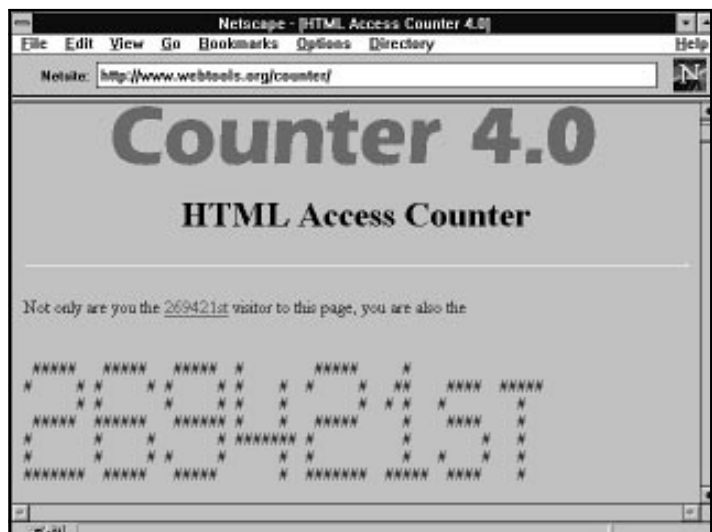 Netscape - [HTML Access Counter 4.0]
File Edit View Go Bookmarks Options Directory Help
Netsite: http://www.webtools.org/counter/
N
Counter 4.0
HTML Access Counter
Not only are you the 269421st visitor to this page, you are also the
269421ST